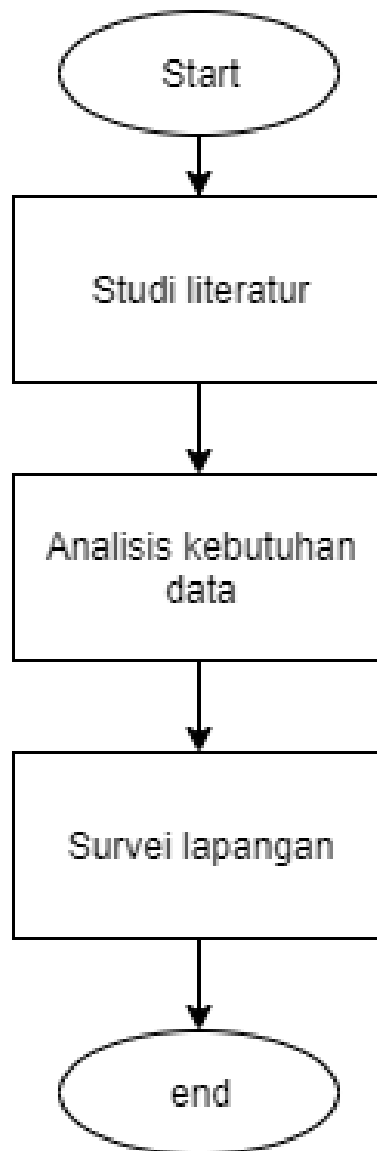 Start
Studi literatur
Analisis kebutuhan
data
Survei lapangan
end